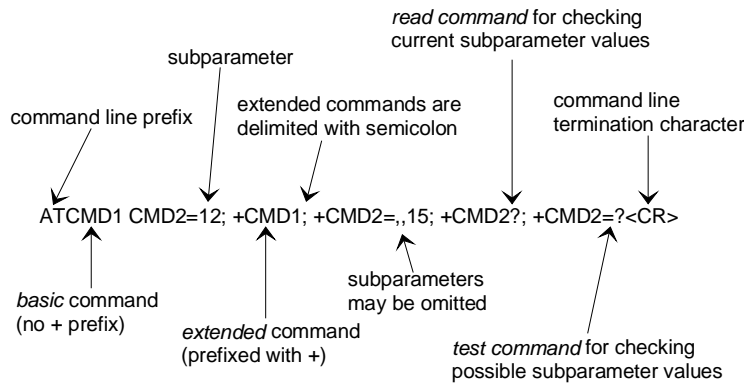 read command for checking
current subparameter values
subparameter
extended commands are
delimited with semicolon
command line
termination character
command line prefix
ATCMD1 CMD2=12; +CMD1; +CMD2=,,15; +CMD2?; +CMD2=?<CR>
basic command
(no + prefix)
extended command
(prefixed with +)
subparameters
may be omitted
test command for checking
possible subparameter values